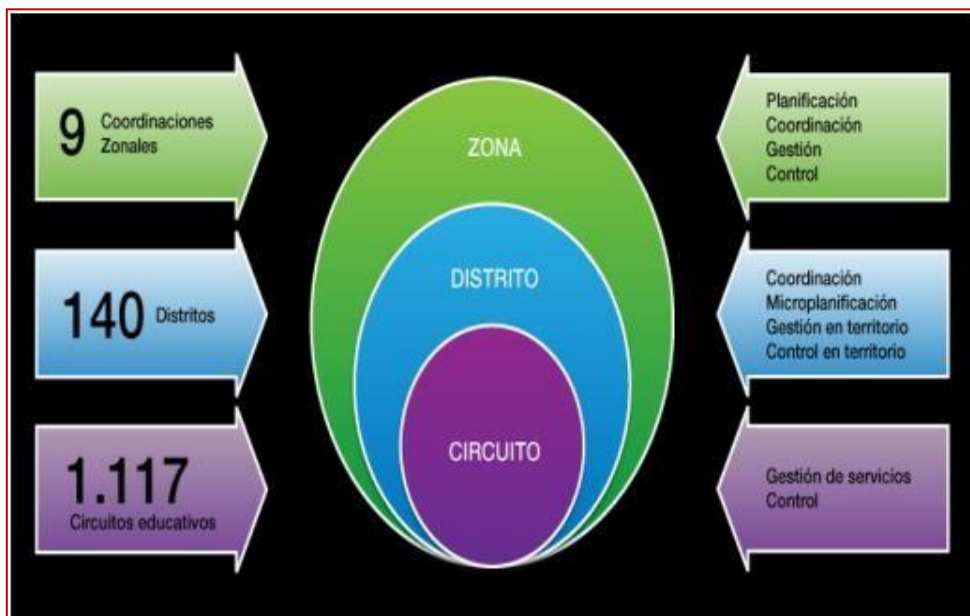 9 Coordinaciones
Zonales
ZONA
Planificación
Coordinación
Gestión
Control
140 Distritos
DISTRITO
Coordinación
Microplanificación
Gestión en territorio
Control en territorio
1.117
Circuitos educativos
CIRCUITO
Gestión de servicios
Control